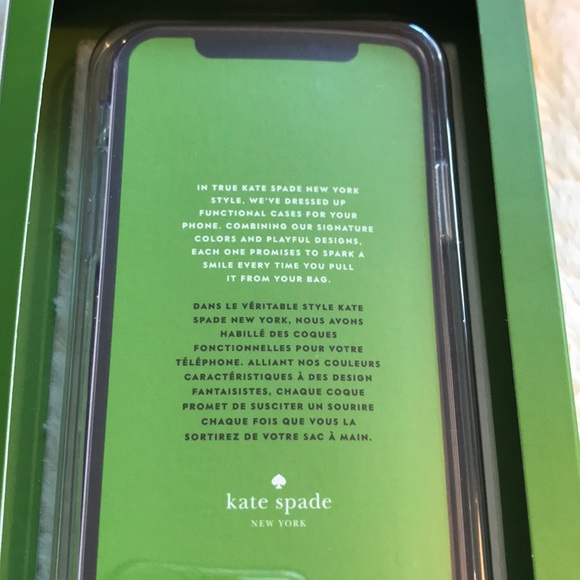 IN TRUE KATE SPADE NEW YORK
STYLE, WE'VE DRESSED UP
FUNCTIONAL CASES FOR YOUR
PHONE. COMBINING OUR SIGNATURE
COLORS AND PLAYFUL DESIGNS,
EACH ONE PROMISES TO SPARK A
SMILE EVERY TIME YOU PULL
IT FROM YOUR BAG.
DANS LE VÉRITABLE STYLE KATE
SPADE NEW YORK, NOUS AVONS
HABILLÉ DES COQUES
FONCTIONNELLES POUR VOTRE
TÉLÉPHONE. ALLIANT NOS COULEURS
CARACTÉRISTIQUES À DES DESIGN
FANTAISISTES, CHAQUE COQUE
PROMET DE SUSCITER UN SOURIRE
CHAQUE FOIS QUE VOUS LA
SORTIREZ DE VOTRE SAC À MAIN.
kate spade
NEW YORK